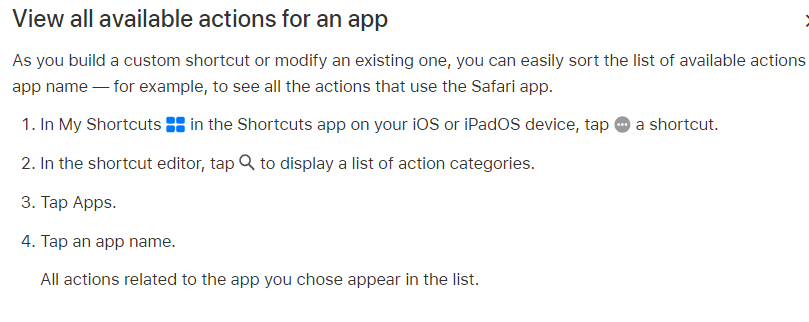 View all available actions for an app
As you build a custom shortcut or modify an existing one, you can easily sort the list of available actions
app name — for example, to see all the actions that use the Safari app.
1. In My Shortcuts in the Shortcuts app on your iOS or iPadOS device, tap a shortcut.
2. In the shortcut editor, tap to display a list of action categories.
3. Tap Apps.
4. Tap an app name.
All actions related to the app you chose appear in the list.